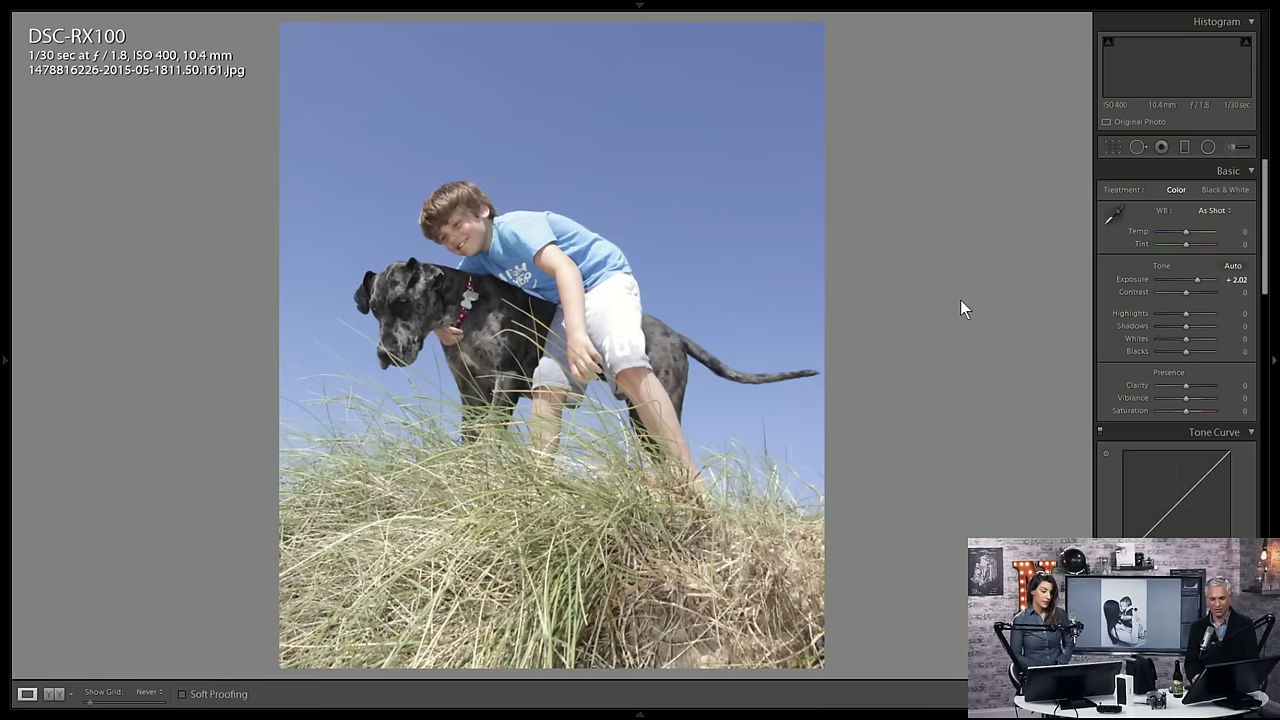 DSC-RX100
1/30 sec at ƒ / 1.8, ISO 400, 10.4 mm
1478816226-2015-05-1811.50.161.jpg
Histogram
ISO 400 10.4 mm ƒ / 1.8 1/30 sec
Original Photo
Basic
Treatment : Color Black & White
WB : As Shot
Temp 0
Tint 0
Tone Auto
Exposure + 2.02
Contrast 0
Highlights 0
Shadows 0
Whites 0
Blacks 0
Presence
Clarity 0
Vibrance 0
Saturation 0
Tone Curve
Show Grid: Never
Soft Proofing